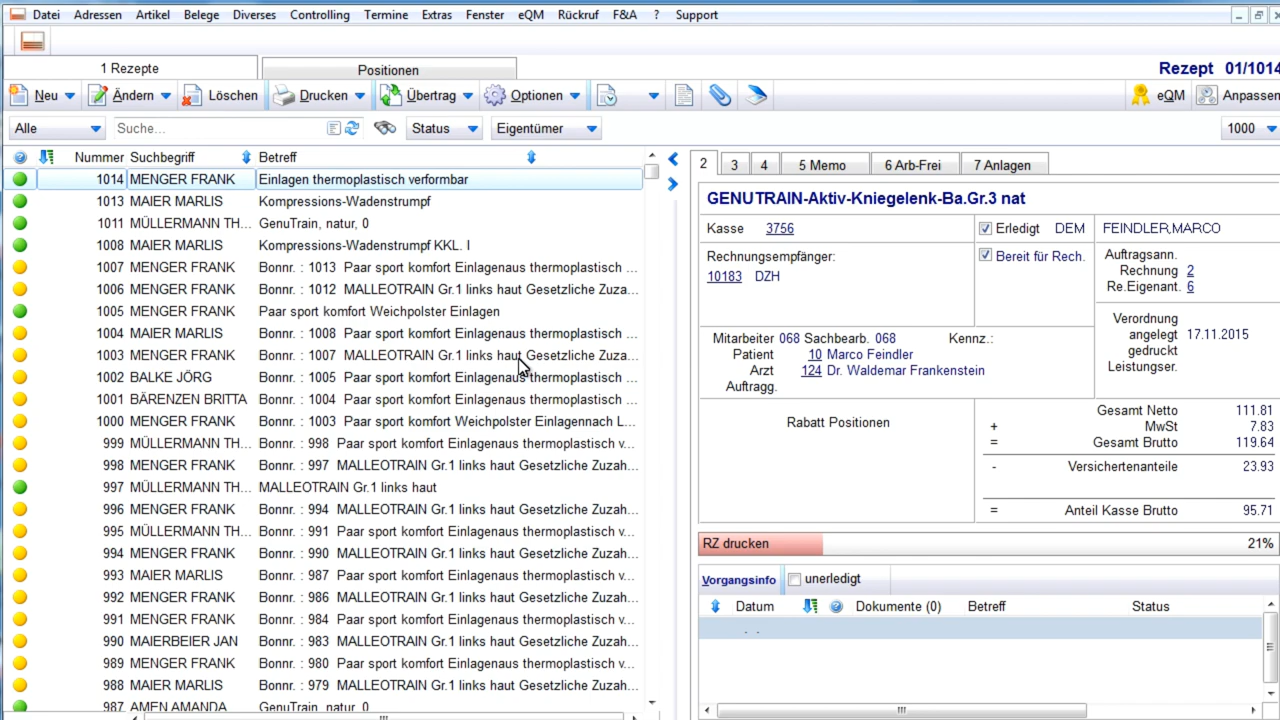 Datei Adressen Artikel Belege Diverses Controlling Termine Extras Fenster eQM Rückruf F&A ? Support
1 Rezepte Positionen Rezept 01/1014
Neu Ändern Löschen Drucken Übertrag Optionen eQM Anpassen
Alle Suche... Status Eigentümer 1000
Nummer Suchbegriff Betreff
1014 MENGER FRANK Einlagen thermoplastisch verformbar
1013 MAIER MARLIS Kompressions-Wadenstrumpf
1011 MÜLLERMANN TH... GenuTrain, natur, 0
1008 MAIER MARLIS Kompressions-Wadenstrumpf KKL. I
1007 MENGER FRANK Bonnr. : 1013 Paar sport komfort Einlagenaus thermoplastisch ...
1006 MENGER FRANK Bonnr. : 1012 MALLEOTRAIN Gr.1 links haut Gesetzliche Zuza...
1005 MENGER FRANK Paar sport komfort Weichpolster Einlagen
1004 MAIER MARLIS Bonnr. : 1008 Paar sport komfort Einlagenaus thermoplastisch ...
1003 MENGER FRANK Bonnr. : 1007 MALLEOTRAIN Gr.1 links haut Gesetzliche Zuza...
1002 BALKE JÖRG Bonnr. : 1005 Paar sport komfort Einlagenaus thermoplastisch ...
1001 BÄRENZEN BRITTA Bonnr. : 1004 Paar sport komfort Einlagenaus thermoplastisch ...
1000 MENGER FRANK Bonnr. : 1003 Paar sport komfort Weichpolster Einlagennach L...
999 MÜLLERMANN TH... Bonnr. : 998 Paar sport komfort Einlagenaus thermoplastisch v...
998 MENGER FRANK Bonnr. : 997 MALLEOTRAIN Gr.1 links haut Gesetzliche Zuzah...
997 MÜLLERMANN TH... MALLEOTRAIN Gr.1 links haut
996 MENGER FRANK Bonnr. : 994 MALLEOTRAIN Gr.1 links haut Gesetzliche Zuzah...
995 MÜLLERMANN TH... Bonnr. : 991 Paar sport komfort Einlagenaus thermoplastisch v...
994 MENGER FRANK Bonnr. : 990 MALLEOTRAIN Gr.1 links haut Gesetzliche Zuzah...
993 MAIER MARLIS Bonnr. : 987 Paar sport komfort Einlagenaus thermoplastisch v...
992 MENGER FRANK Bonnr. : 986 MALLEOTRAIN Gr.1 links haut Gesetzliche Zuzah...
991 MENGER FRANK Bonnr. : 984 Paar sport komfort Einlagenaus thermoplastisch v...
990 MAIERBEIER JAN Bonnr. : 983 MALLEOTRAIN Gr.1 links haut Gesetzliche Zuzah...
989 MENGER FRANK Bonnr. : 980 Paar sport komfort Einlagenaus thermoplastisch v...
988 MAIER MARLIS Bonnr. : 979 MALLEOTRAIN Gr.1 links haut Gesetzliche Zuzah...
987 AMEN AMANDA GenuTrain, natur, 0
2 3 4 5 Memo 6 Arb-Frei 7 Anlagen
GENUTRAIN-Aktiv-Kniegelenk-Ba.Gr.3 nat
Kasse 3756 Erledigt DEM FEINDLER,MARCO
Rechnungsempfänger: Bereit für Rech. Auftragsann.
10183 DZH Rechnung 2
Re.Eigenant. 6
Verordnung
angelegt 17.11.2015
gedruckt
Leistungser.
Mitarbeiter 068 Sachbearb. 068 Kennz.:
Patient 10 Marco Feindler
Arzt 124 Dr. Waldemar Frankenstein
Auftragg.
Rabatt Positionen
Gesamt Netto 111.81
+ MwSt 7.83
= Gesamt Brutto 119.64
- Versichertenanteile 23.93
= Anteil Kasse Brutto 95.71
RZ drucken 21%
Vorgangsinfo unerledigt
Datum Dokumente (0) Betreff Status
- -